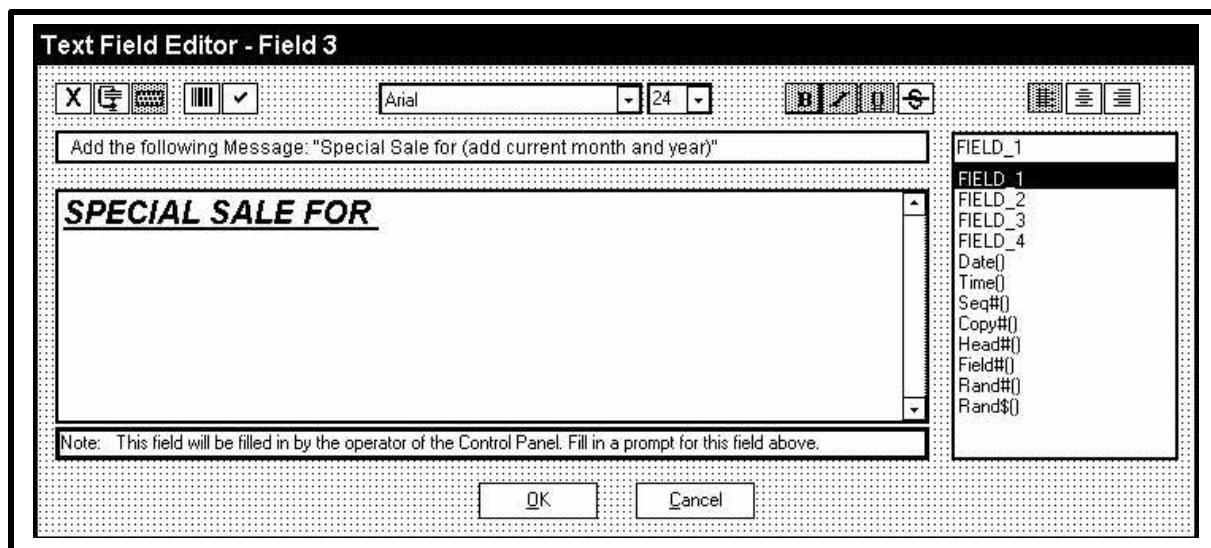 Text Field Editor - Field 3
X
Arial
24
B I U S
Add the following Message: "Special Sale for (add current month and year)"
SPECIAL SALE FOR
Note: This field will be filled in by the operator of the Control Panel. Fill in a prompt for this field above.
FIELD_1
FIELD_1
FIELD_2
FIELD_3
FIELD_4
Date()
Time()
Seq#()
Copy#()
Head#()
Field#()
Rand#()
Rand$()
OK
Cancel